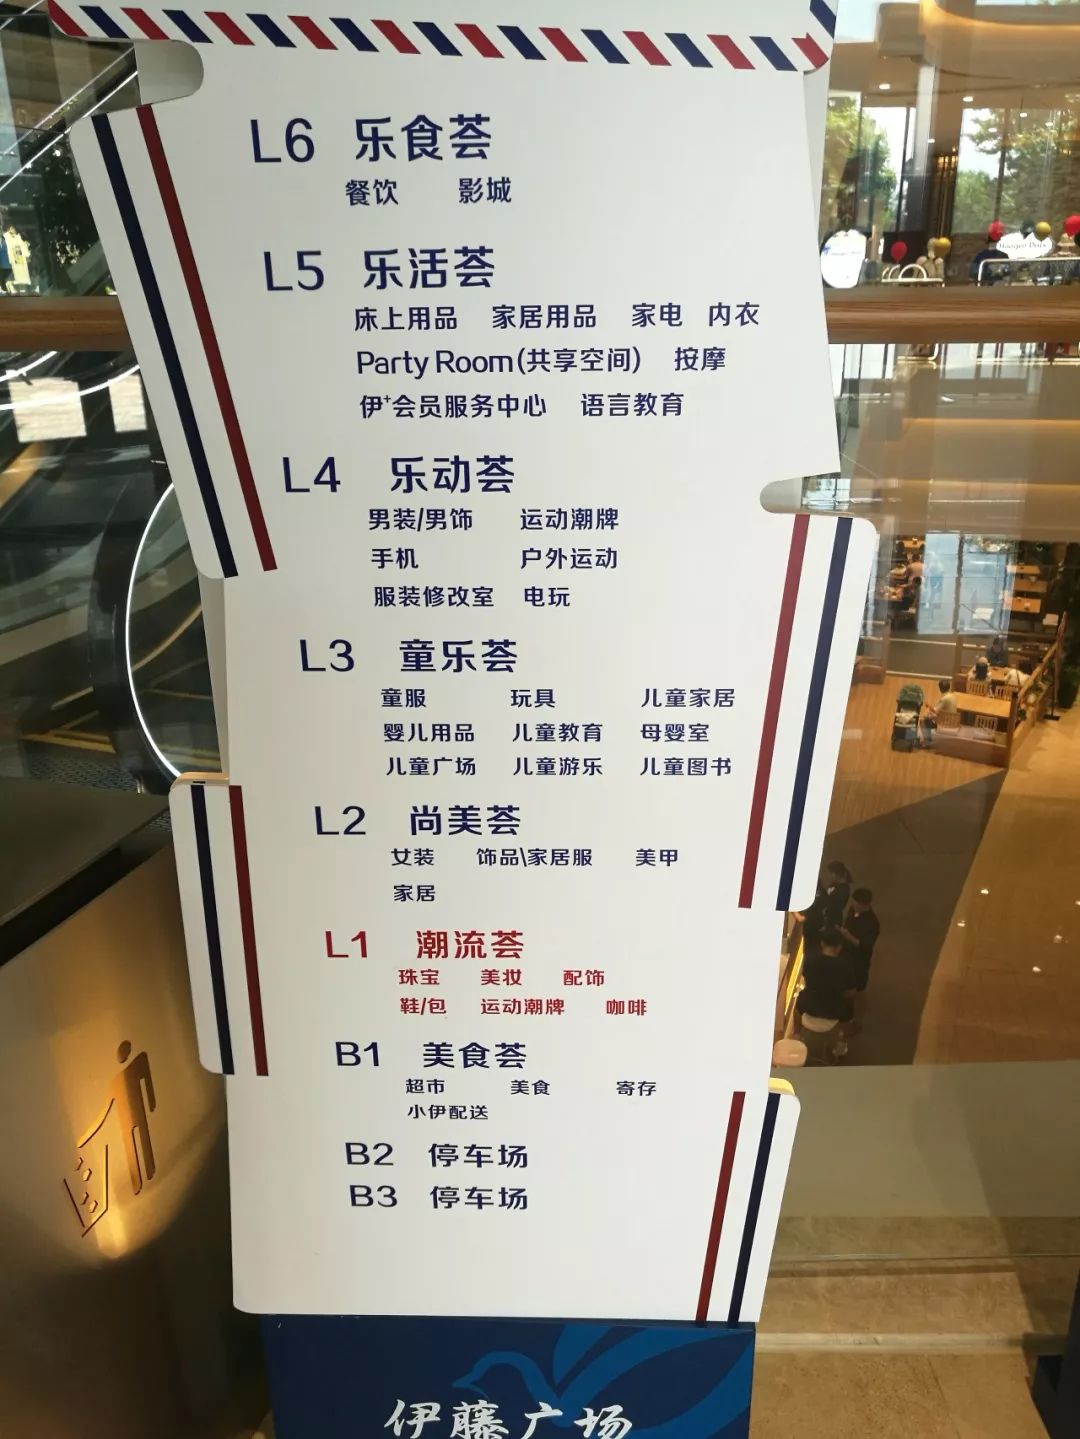 L6 乐食荟
餐饮 影城
L5 乐活荟
床上用品 家居用品 家电 内衣
Party Room(共享空间) 按摩
伊+会员服务中心 语言教育
L4 乐动荟
男装/男饰 运动潮牌
手机 户外运动
服装修改室 电玩
L3 童乐荟
童服 玩具 儿童家居
婴儿用品 儿童教育 母婴室
儿童广场 儿童游乐 儿童图书
L2 尚美荟
女装 饰品\家居服 美甲
家居
L1 潮流荟
珠宝 美妆 配饰
鞋/包 运动潮牌 咖啡
B1 美食荟
超市 美食 寄存
小伊配送
B2 停车场
B3 停车场
伊藤广场